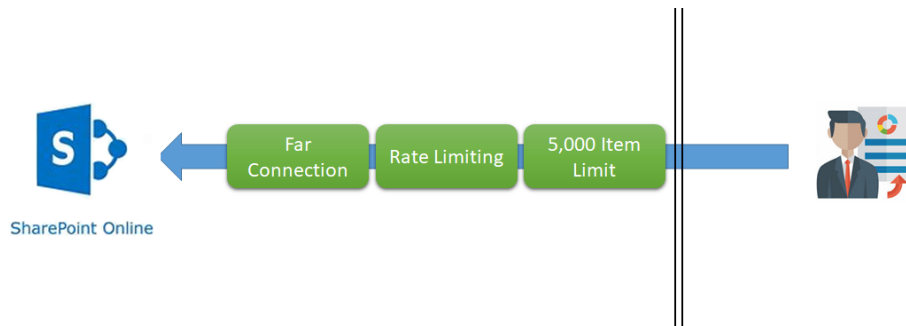 Far
Connection
Rate Limiting
5,000 Item
Limit
S
SharePoint Online